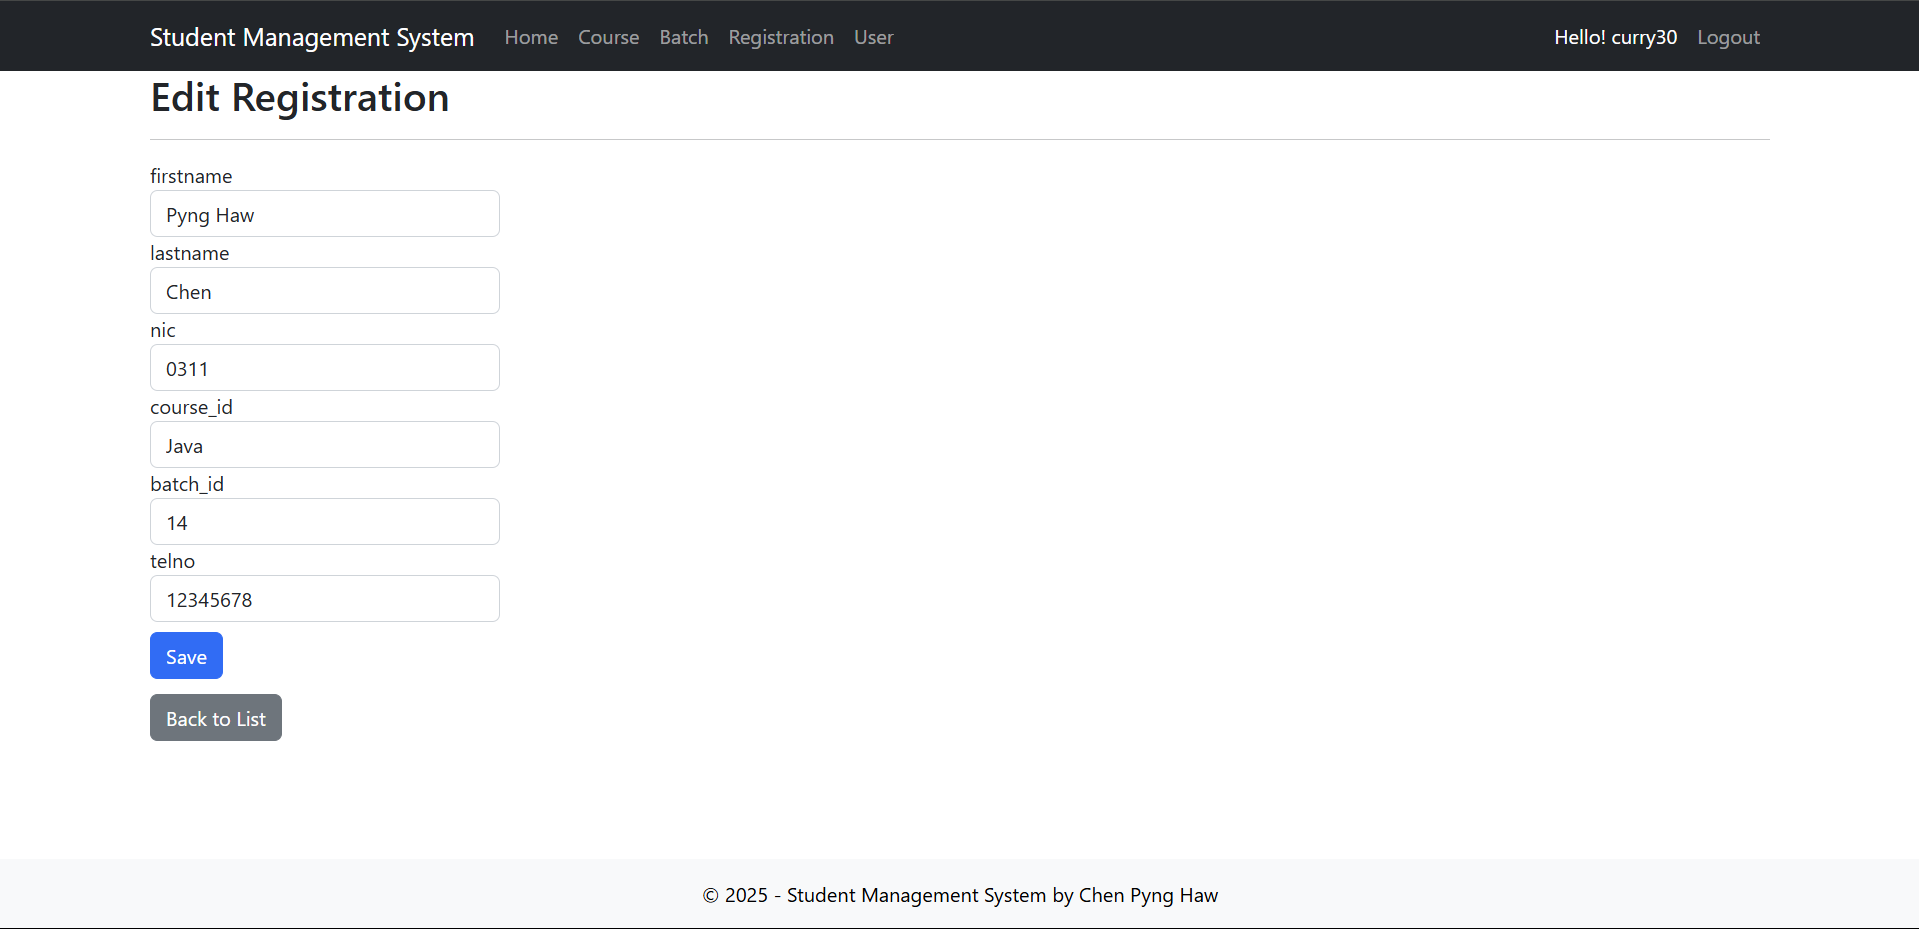 Student Management System Home Course Batch Registration User Hello! curry30 Logout
Edit Registration
firstname
Pyng Haw
lastname
Chen
nic
0311
course_id
Java
batch_id
14
telno
12345678
Save
Back to List
© 2025 - Student Management System by Chen Pyng Haw